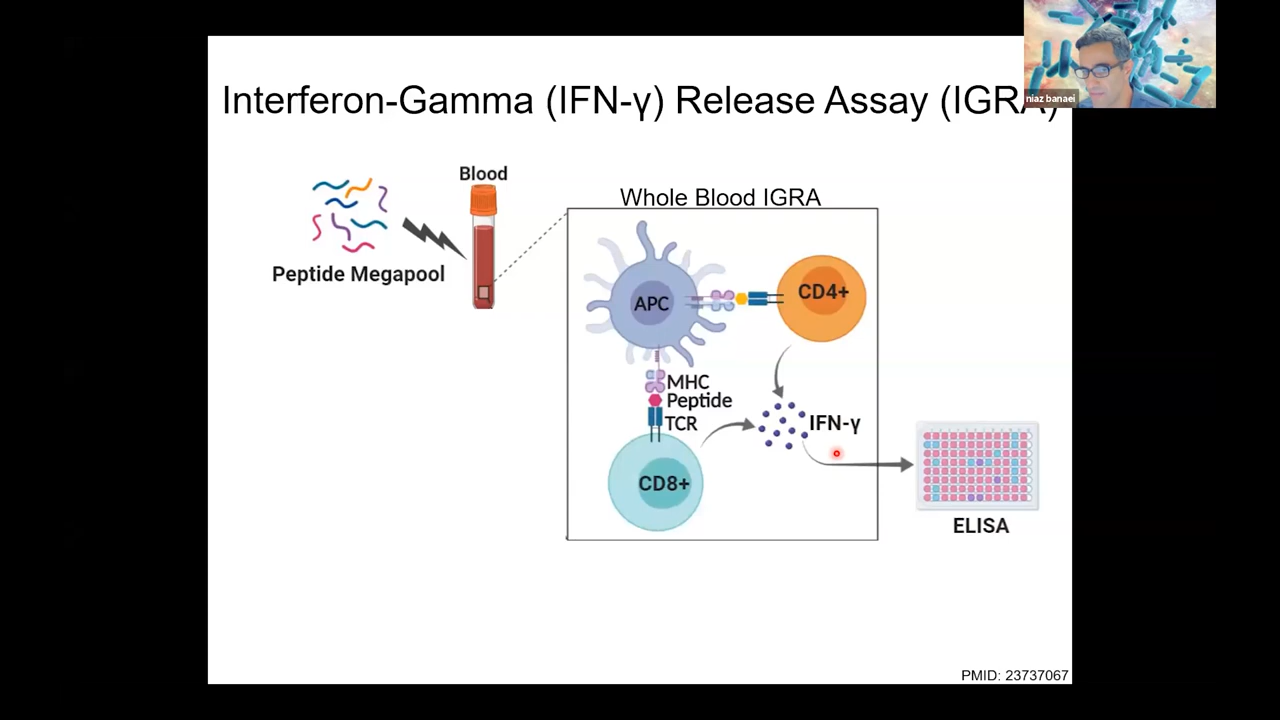 Interferon-Gamma (IFN-γ) Release Assay (IGRA)
niaz banaei
Blood
Peptide Megapool
Whole Blood IGRA
APC
CD4+
MHC
Peptide
TCR
IFN-γ
CD8+
ELISA
PMID: 23737067